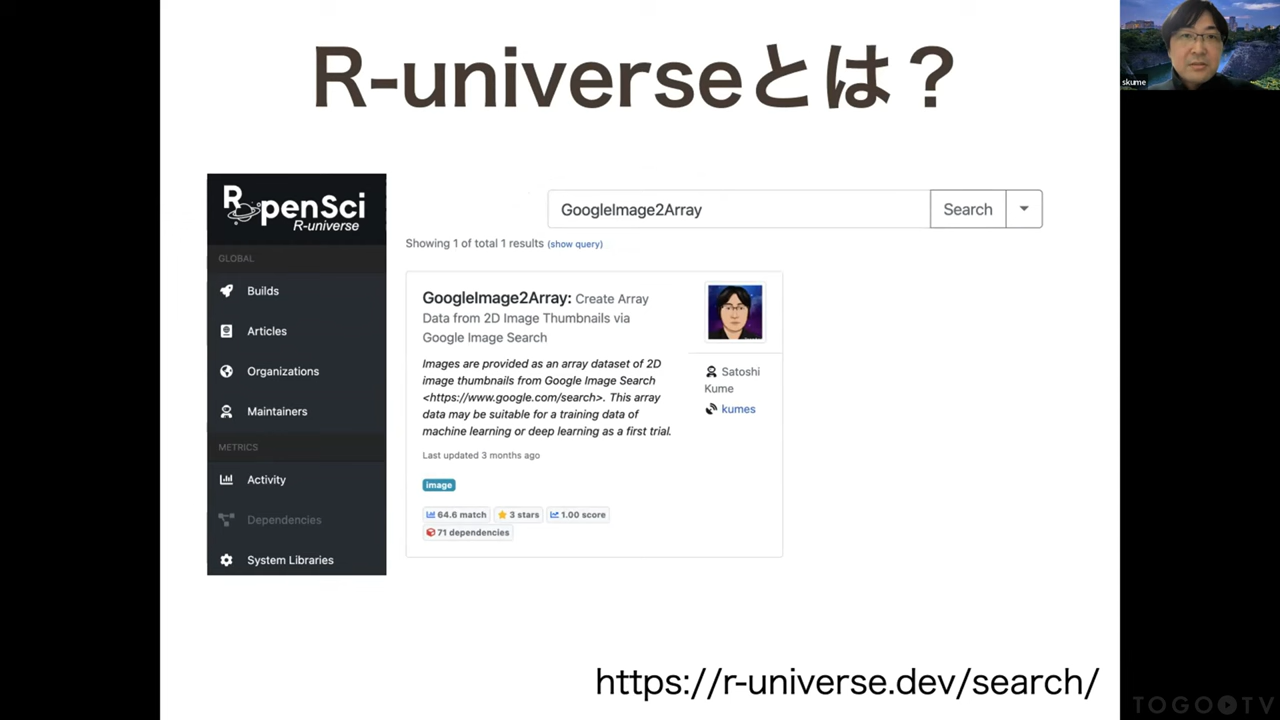 R-universeとは？
skume
ROpenSci
R-universe
GLOBAL
Builds
Articles
Organizations
Maintainers
METRICS
Activity
Dependencies
System Libraries
GoogleImage2Array
Search
Showing 1 of total 1 results (show query)
GoogleImage2Array: Create Array
Data from 2D Image Thumbnails via
Google Image Search
Images are provided as an array dataset of 2D
image thumbnails from Google Image Search
<https://www.google.com/search>. This array
data may be suitable for a training data of
machine learning or deep learning as a first trial.
Last updated 3 months ago
image
64.6 match 3 stars 1.00 score
71 dependencies
Satoshi
Kume
kumes
https://r-universe.dev/search/
TOGO TV